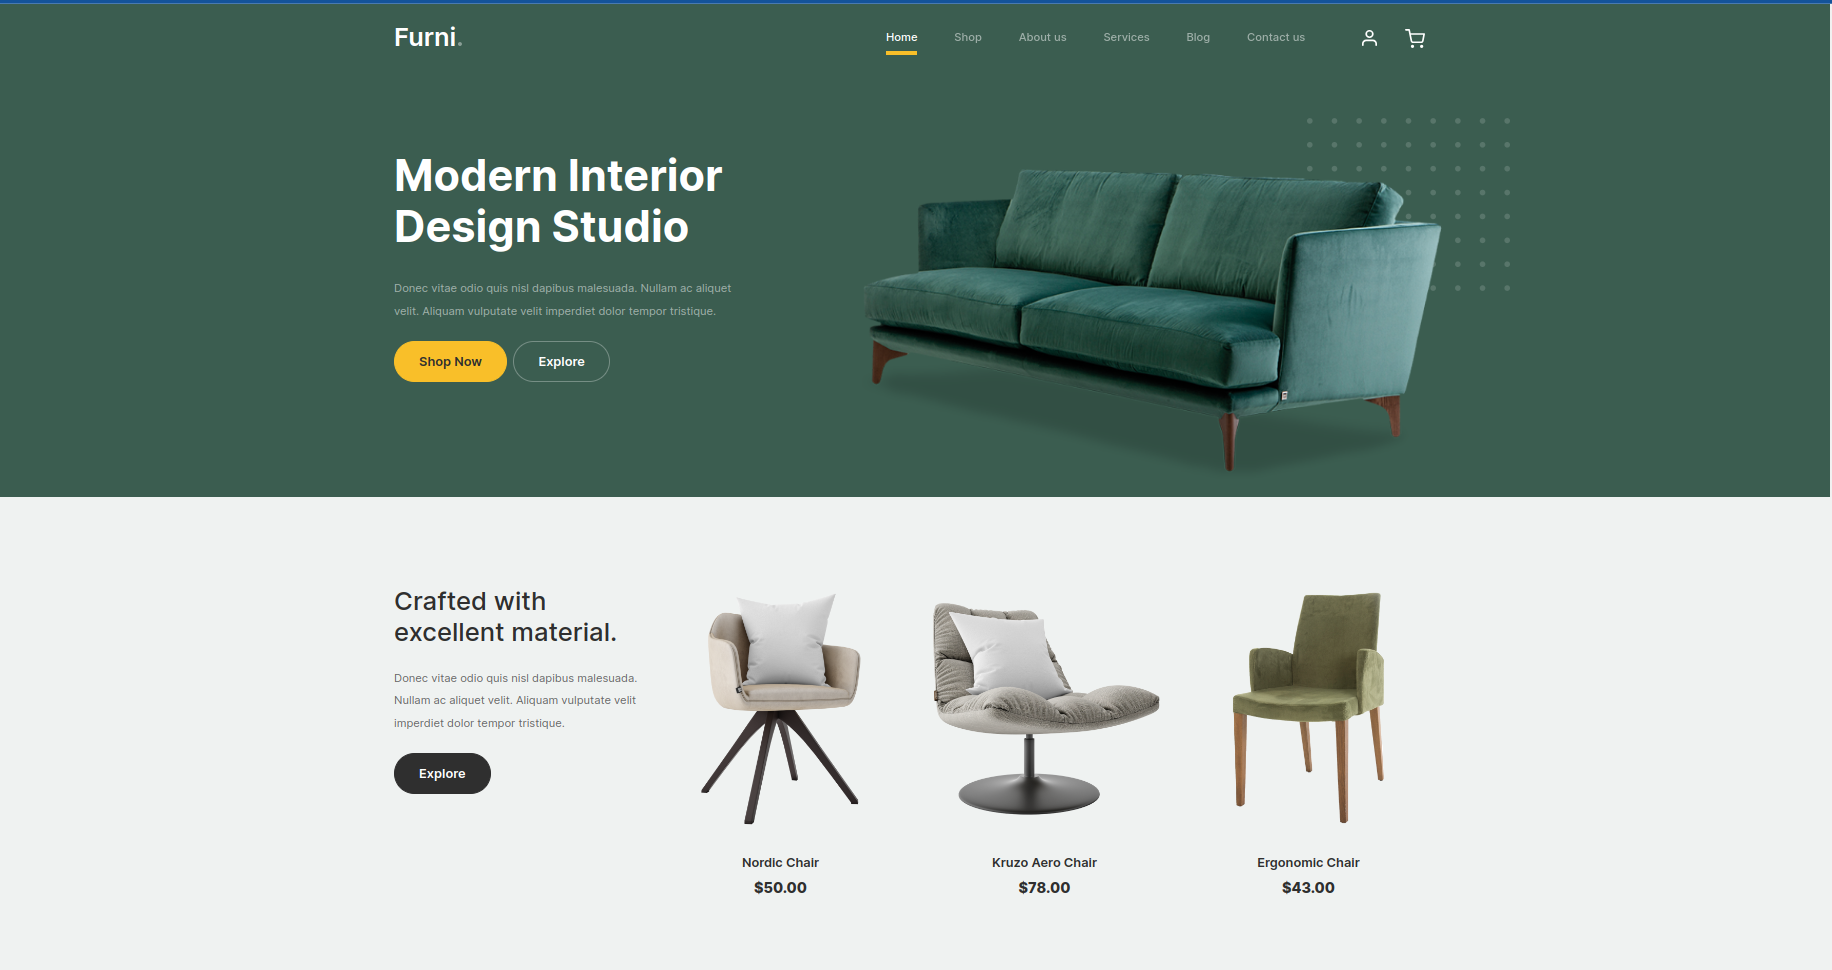 Furni.
Home
Shop
About us
Services
Blog
Contact us
Modern Interior
Design Studio
Donec vitae odio quis nisl dapibus malesuada. Nullam ac aliquet
velit. Aliquam vulputate velit imperdiet dolor tempor tristique.
Shop Now
Explore
Crafted with
excellent material.
Donec vitae odio quis nisl dapibus malesuada.
Nullam ac aliquet velit. Aliquam vulputate velit
imperdiet dolor tempor tristique.
Explore
Nordic Chair
$50.00
Kruzo Aero Chair
$78.00
Ergonomic Chair
$43.00